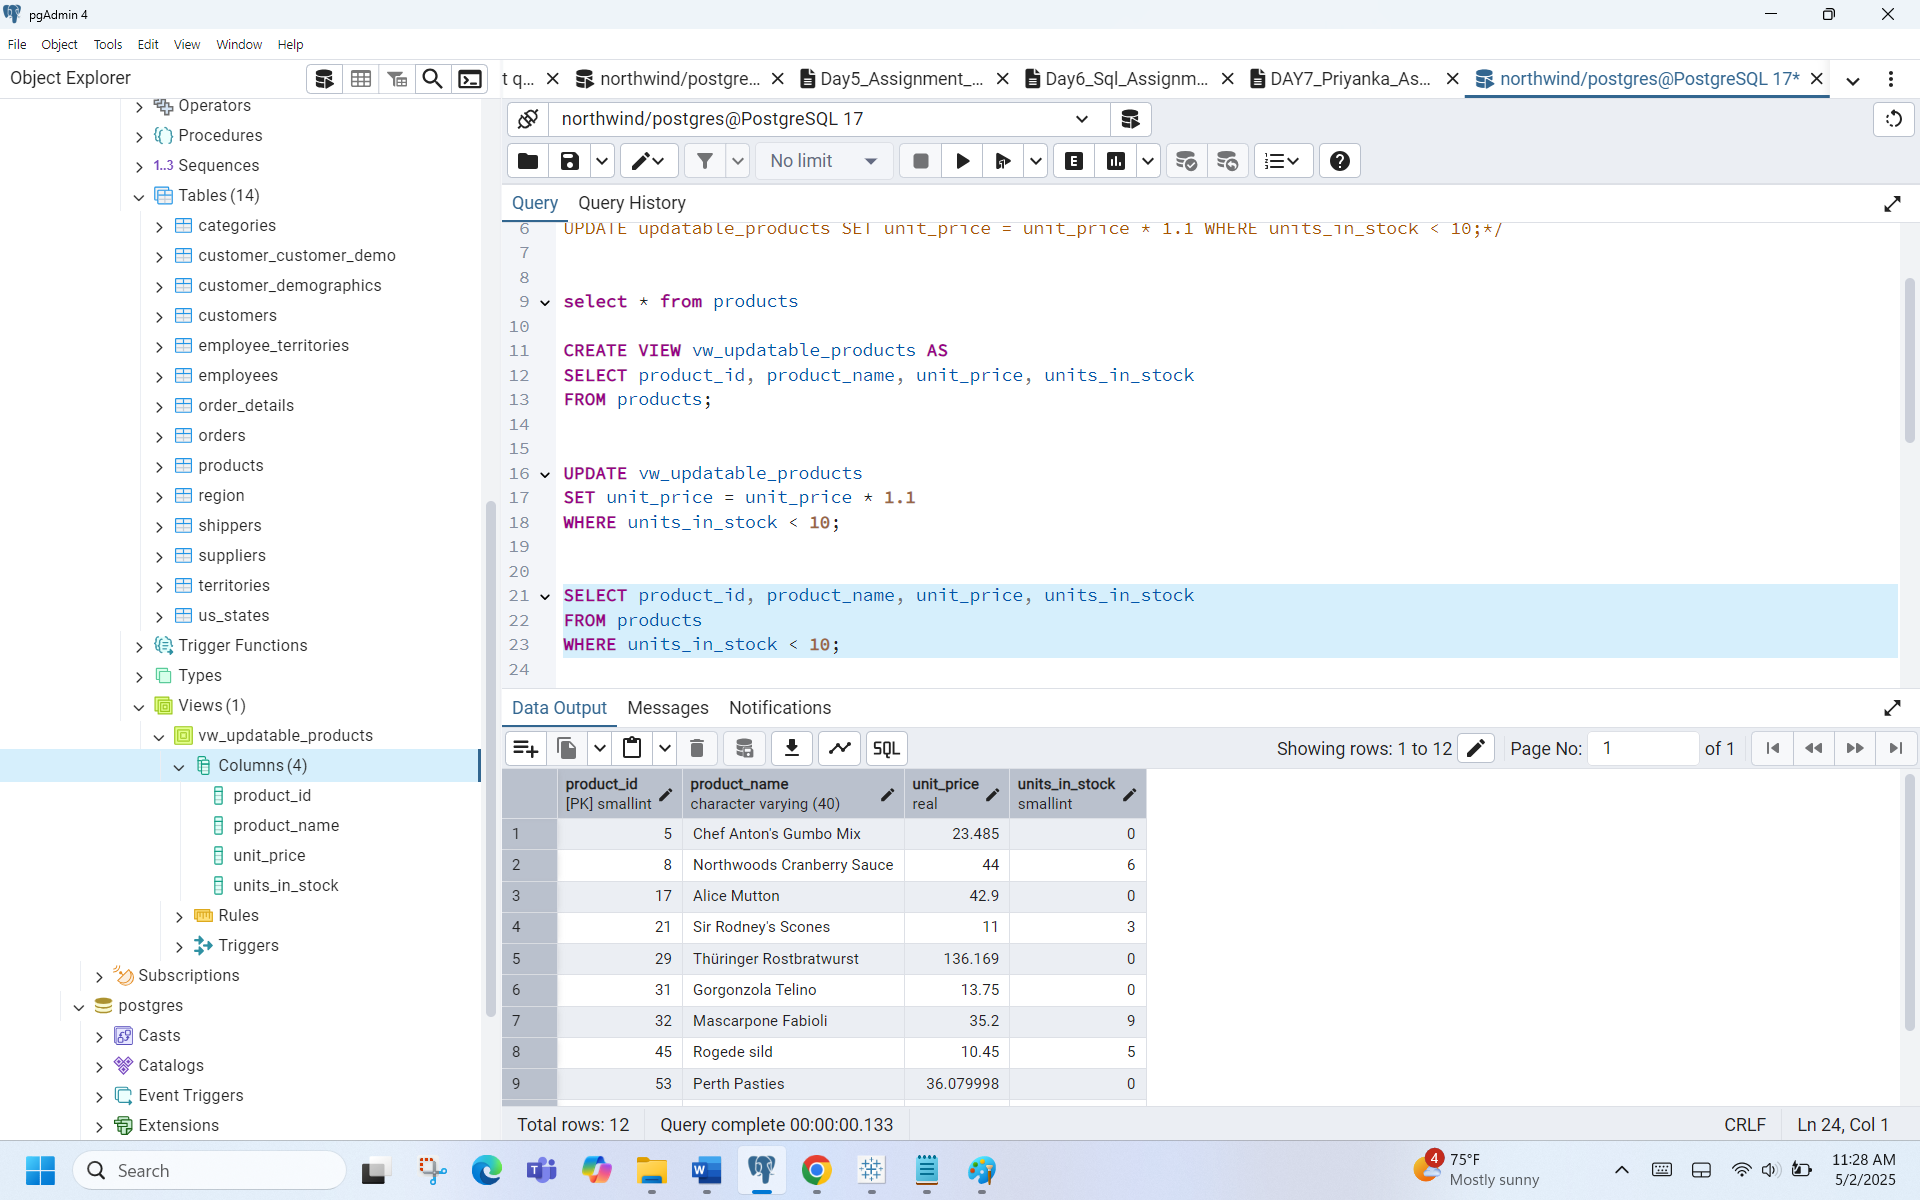 pgAdmin 4
File Object Tools Edit View Window Help
Object Explorer
t q...
northwind/postgre...
Day5_Assignment_...
Day6_Sql_Assignm...
DAY7_Priyanka_As...
northwind/postgres@PostgreSQL 17*
Operators
Procedures
1..3 Sequences
Tables (14)
categories
customer_customer_demo
customer_demographics
customers
employee_territories
employees
order_details
orders
products
region
shippers
suppliers
territories
us_states
Trigger Functions
Types
Views (1)
vw_updatable_products
Columns (4)
product_id
product_name
unit_price
units_in_stock
Rules
Triggers
Subscriptions
postgres
Casts
Catalogs
Event Triggers
Extensions
northwind/postgres@PostgreSQL 17
No limit
E
Query Query History
6 UPDATE updatable_products SET unit_price = unit_price * 1.1 WHERE units_in_stock < 10;*/
7
8
9 select * from products
10
11 CREATE VIEW vw_updatable_products AS
12 SELECT product_id, product_name, unit_price, units_in_stock
13 FROM products;
14
15
16 UPDATE vw_updatable_products
17 SET unit_price = unit_price * 1.1
18 WHERE units_in_stock < 10;
19
20
21 SELECT product_id, product_name, unit_price, units_in_stock
22 FROM products
23 WHERE units_in_stock < 10;
24
Data Output Messages Notifications
SQL
Showing rows: 1 to 12
Page No: 1 of 1
product_id product_name unit_price units_in_stock
[PK] smallint character varying (40) real smallint
1 5 Chef Anton's Gumbo Mix 23.485 0
2 8 Northwoods Cranberry Sauce 44 6
3 17 Alice Mutton 42.9 0
4 21 Sir Rodney's Scones 11 3
5 29 Thüringer Rostbratwurst 136.169 0
6 31 Gorgonzola Telino 13.75 0
7 32 Mascarpone Fabioli 35.2 9
8 45 Rogede sild 10.45 5
9 53 Perth Pasties 36.079998 0
Total rows: 12 Query complete 00:00:00.133 CRLF Ln 24, Col 1
Search
4
75°F
Mostly sunny
11:28 AM
5/2/2025